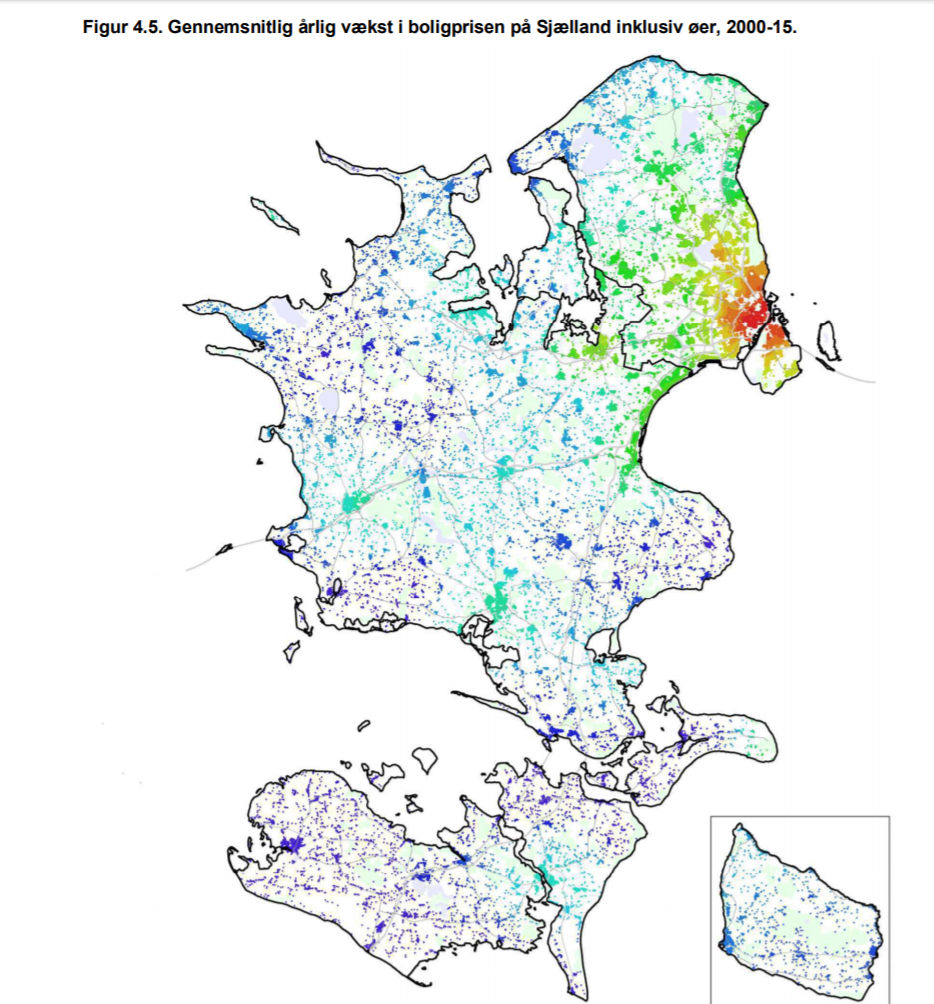 Figur 4.5. Gennemsnitlig årlig vækst i boligprisen på Sjælland inklusiv øer, 2000-15.